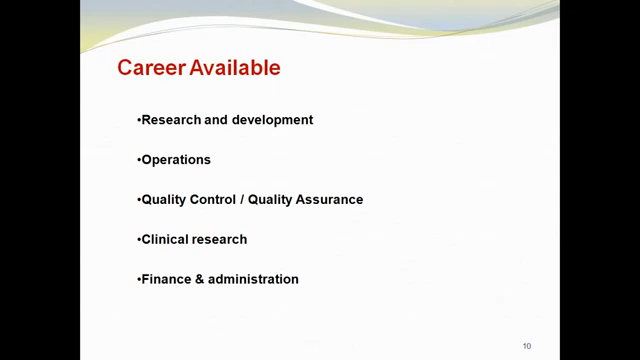 Career Available
•Research and development
•Operations
•Quality Control / Quality Assurance
•Clinical research
•Finance & administration
10